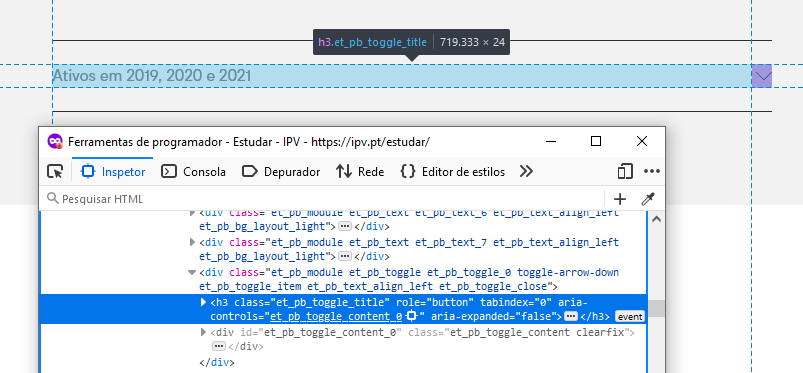 h3.et_pb_toggle_title 719.333 × 24
Ativos em 2019, 2020 e 2021
Ferramentas de programador - Estudar - IPV - https://ipv.pt/estudar/
Inspetor Consola Depurador Rede Editor de estilos
Pesquisar HTML
<div class="et_pb_module et_pb_text et_pb_text_6 et_pb_text_align_left
et_pb_bg_layout_light"></div>
<div class="et_pb_module et_pb_text et_pb_text_7 et_pb_text_align_left
et_pb_bg_layout_light"></div>
<div class="et_pb_module et_pb_toggle et_pb_toggle_0 toggle-arrow-down
et_pb_toggle_item et_pb_text_align_left et_pb_toggle_close">
<h3 class="et_pb_toggle_title" role="button" tabindex="0" aria-
controls="et_pb_toggle_content_0" aria-expanded="false"></h3> event
<div id="et_pb_toggle_content_0" class="et_pb_toggle_content clearfix">
</div>
</div>